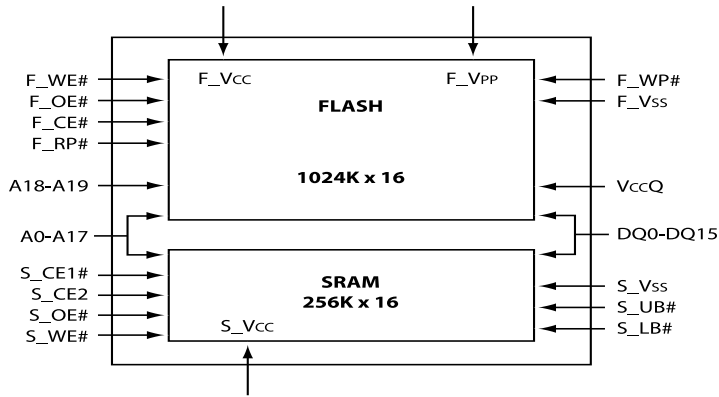 F_VCC
F_VPP
F_WE#
F_WP#
F_OE#
F_VSS
FLASH
F_CE#
F_RP#
1024K x 16
A18-A19
VCCQ
A0-A17
DQ0-DQ15
S_CE1#
SRAM
S_VSS
S_CE2
256K x 16
S_UB#
S_OE#
S_VCC
S_LB#
S_WE#